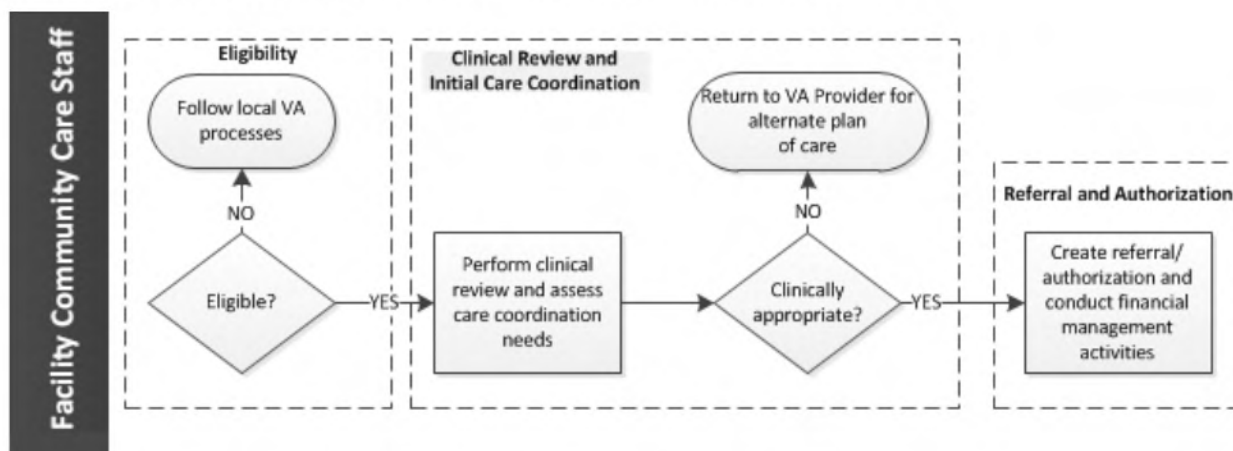 Facility Community Care Staff
Eligibility
Follow local VA
processes
NO
Eligible?
YES
Clinical Review and
Initial Care Coordination
Perform clinical
review and assess
care coordination
needs
Return to VA Provider for
alternate plan
of care
NO
Clinically
appropriate?
YES
Referral and Authorization
Create referral/
authorization and
conduct financial
management
activities